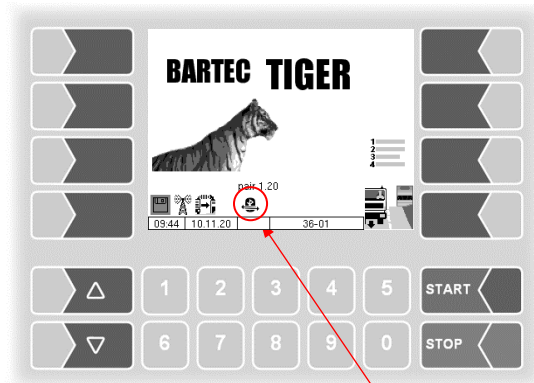 BARTEC TIGER
1
2
3
4
pair 1.20
09:44 10.11.20 36-01
1 2 3 4 5 START
6 7 8 9 0 STOP